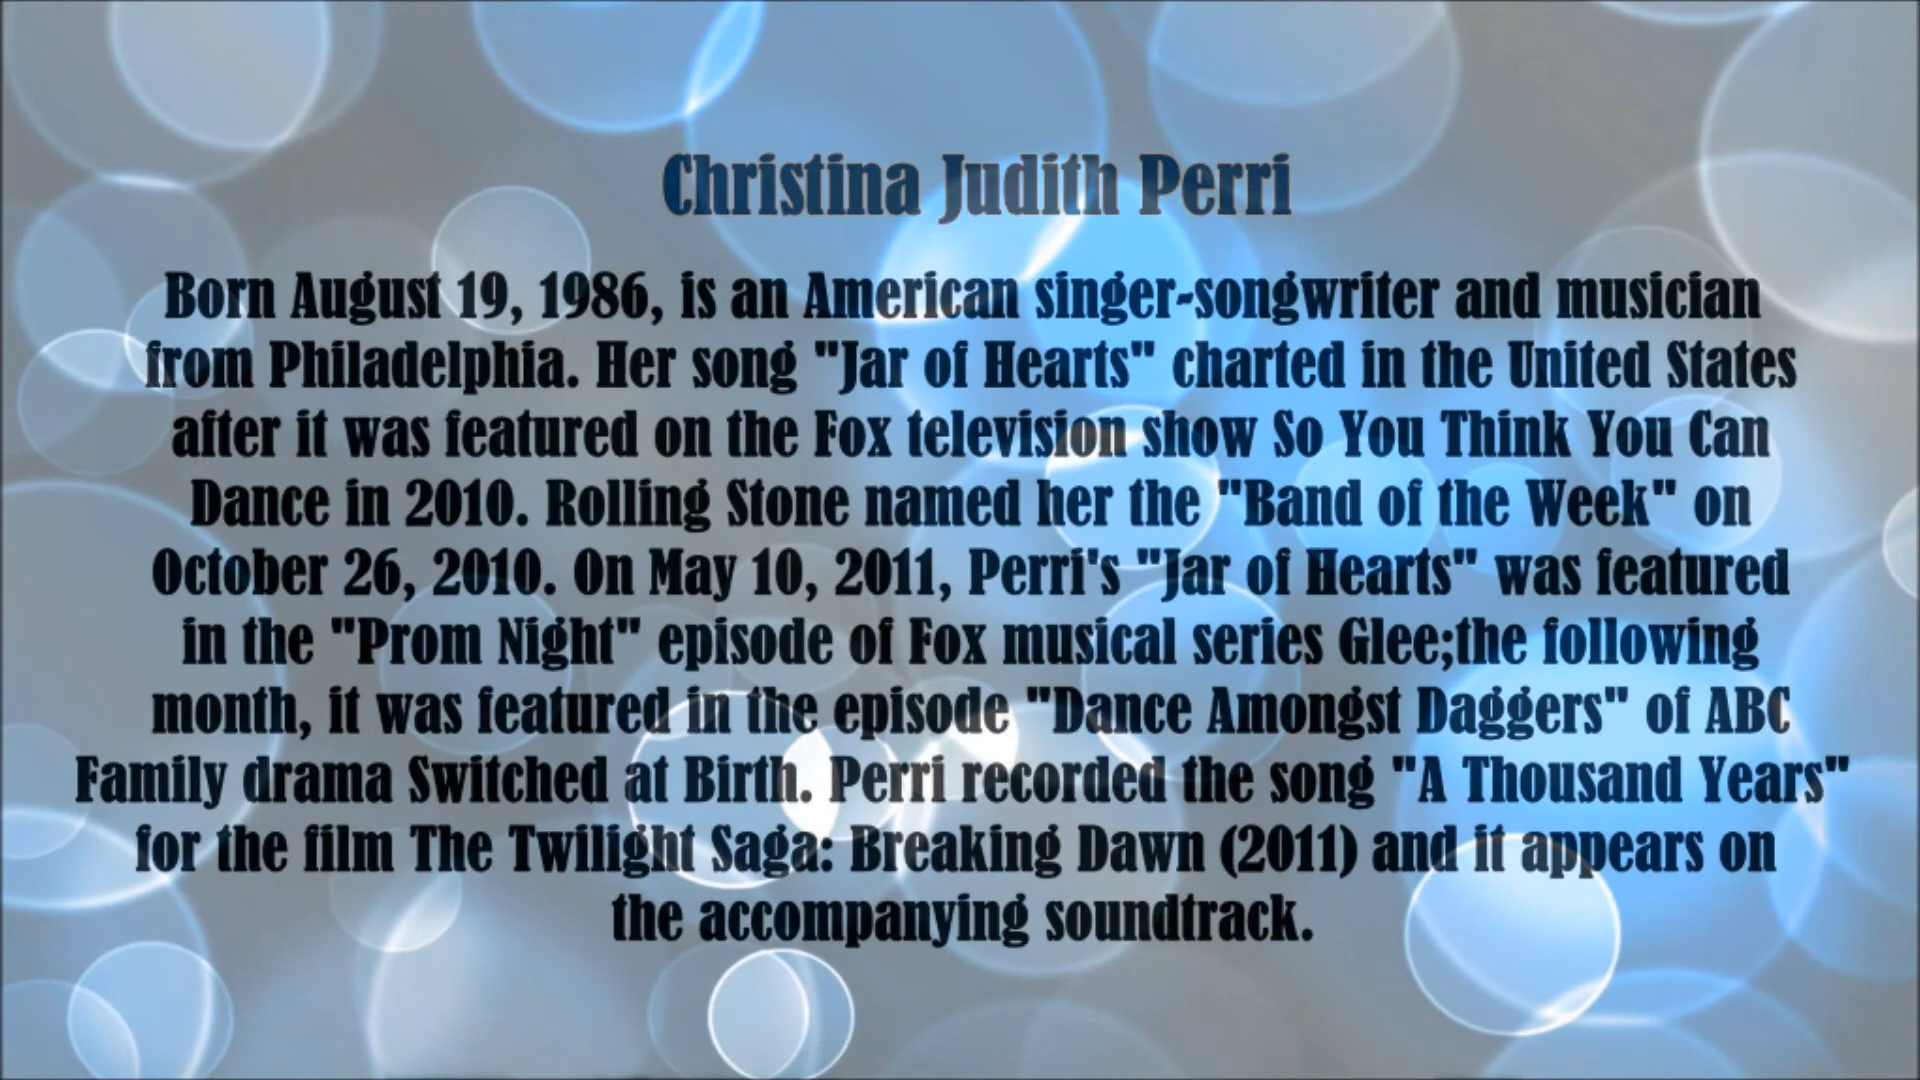 Christina Judith Perri
Born August 19, 1986, is an American singer-songwriter and musician
from Philadelphia. Her song "Jar of Hearts" charted in the United States
after it was featured on the Fox television show So You Think You Can
Dance in 2010. Rolling Stone named her the "Band of the Week" on
October 26, 2010. On May 10, 2011, Perri's "Jar of Hearts" was featured
in the "Prom Night" episode of Fox musical series Glee;the following
month, it was featured in the episode "Dance Amongst Daggers" of ABC
Family drama Switched at Birth. Perri recorded the song "A Thousand Years"
for the film The Twilight Saga: Breaking Dawn (2011) and it appears on
the accompanying soundtrack.